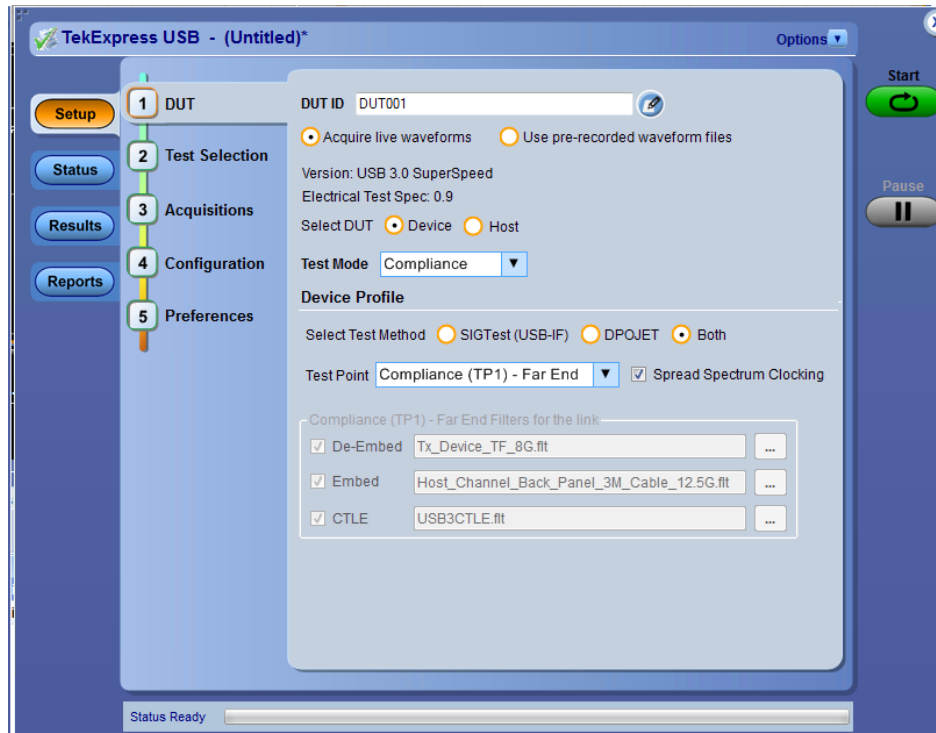 TekExpress USB - (Untitled)*
Options
Start
Pause
Setup
Status
Results
Reports
1 DUT
2 Test Selection
3 Acquisitions
4 Configuration
5 Preferences
DUT ID DUT001
Acquire live waveforms Use pre-recorded waveform files
Version: USB 3.0 SuperSpeed
Electrical Test Spec: 0.9
Select DUT Device Host
Test Mode Compliance
Device Profile
Select Test Method SIGTest (USB-IF) DPOJET Both
Test Point Compliance (TP1) - Far End Spread Spectrum Clocking
Compliance (TP1) - Far End Filters for the link
De-Embed Tx_Device_TF_8G.flt ...
Embed Host_Channel_Back_Panel_3M_Cable_12.5G.flt ...
CTLE USB3CTLE.flt ...
Status Ready